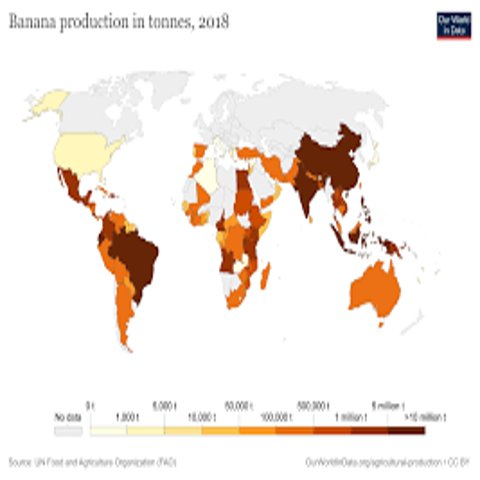 Banana production in tonnes, 2018
Our World
in Data
No data
0 t
1,000 t
5,000 t
10,000 t
50,000 t
100,000 t
500,000 t
1 million t
5 million t
>10 million t
Source: UN Food and Agriculture Organization (FAO)
OurWorldInData.org/agricultural-production • CC BY